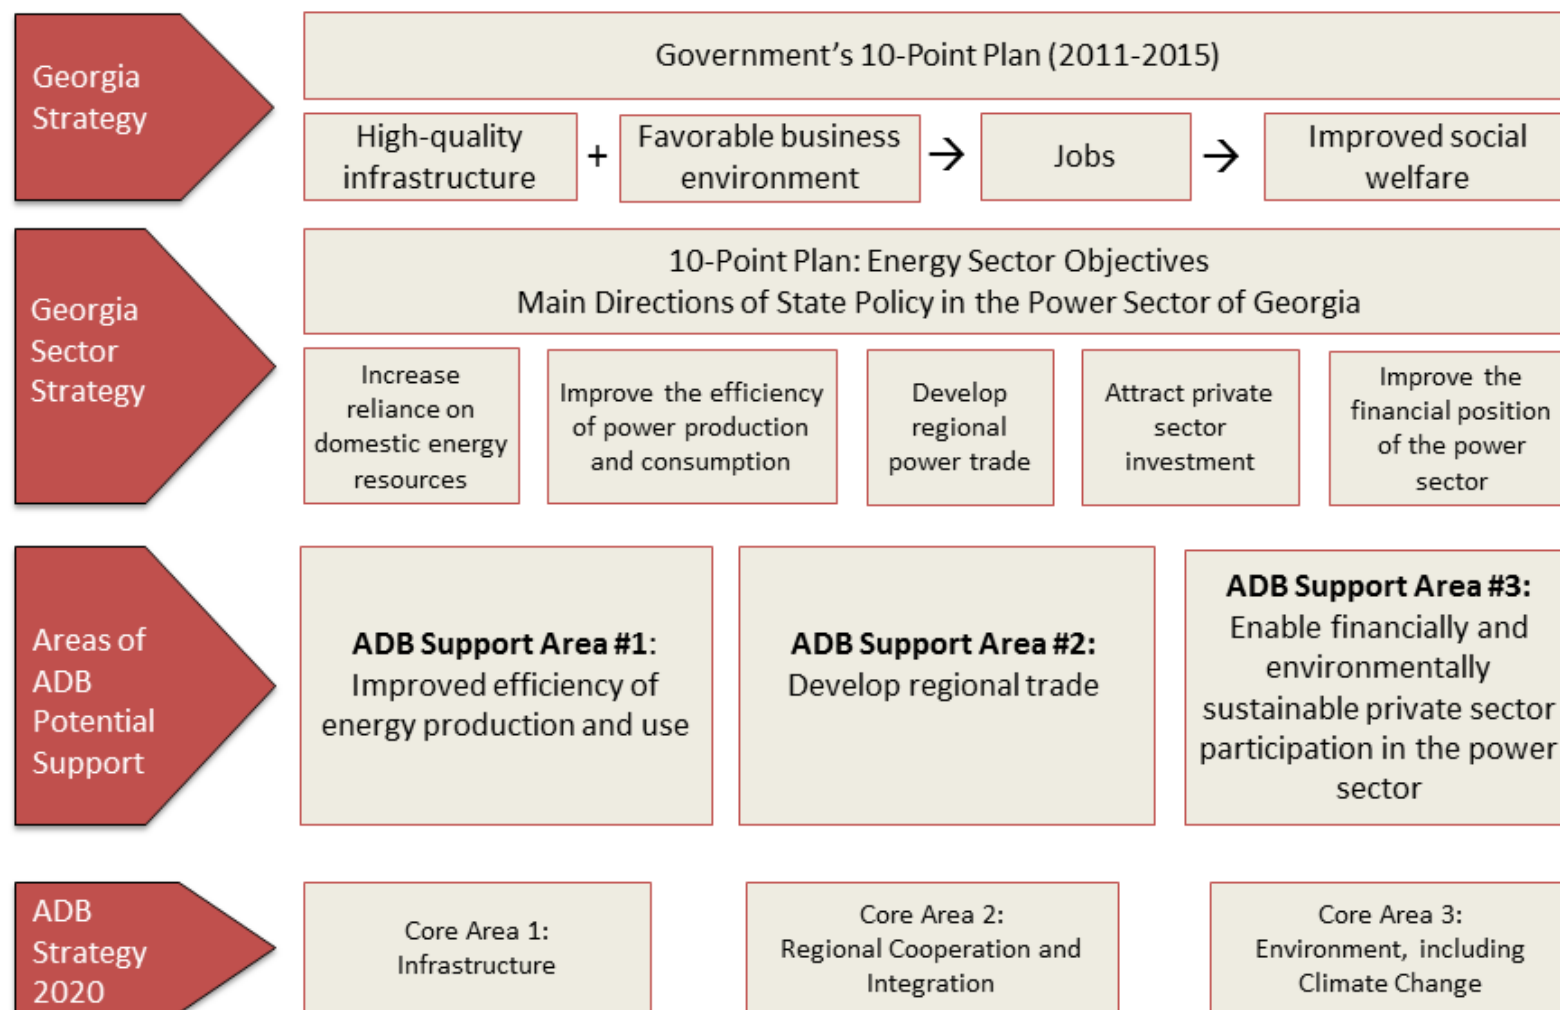 Georgia
Strategy
Government's 10-Point Plan (2011-2015)
High-quality
infrastructure
+
Favorable business
environment
→
Jobs
→
Improved social
welfare
Georgia
Sector
Strategy
10-Point Plan: Energy Sector Objectives
Main Directions of State Policy in the Power Sector of Georgia
Increase
reliance on
domestic energy
resources
Improve the efficiency
of power production
and consumption
Develop
regional
power trade
Attract private
sector
investment
Improve the
financial position
of the power
sector
Areas of
ADB
Potential
Support
ADB Support Area #1:
Improved efficiency of
energy production and use
ADB Support Area #2:
Develop regional trade
ADB Support Area #3:
Enable financially and
environmentally
sustainable private sector
participation in the power
sector
ADB
Strategy
2020
Core Area 1:
Infrastructure
Core Area 2:
Regional Cooperation and
Integration
Core Area 3:
Environment, including
Climate Change